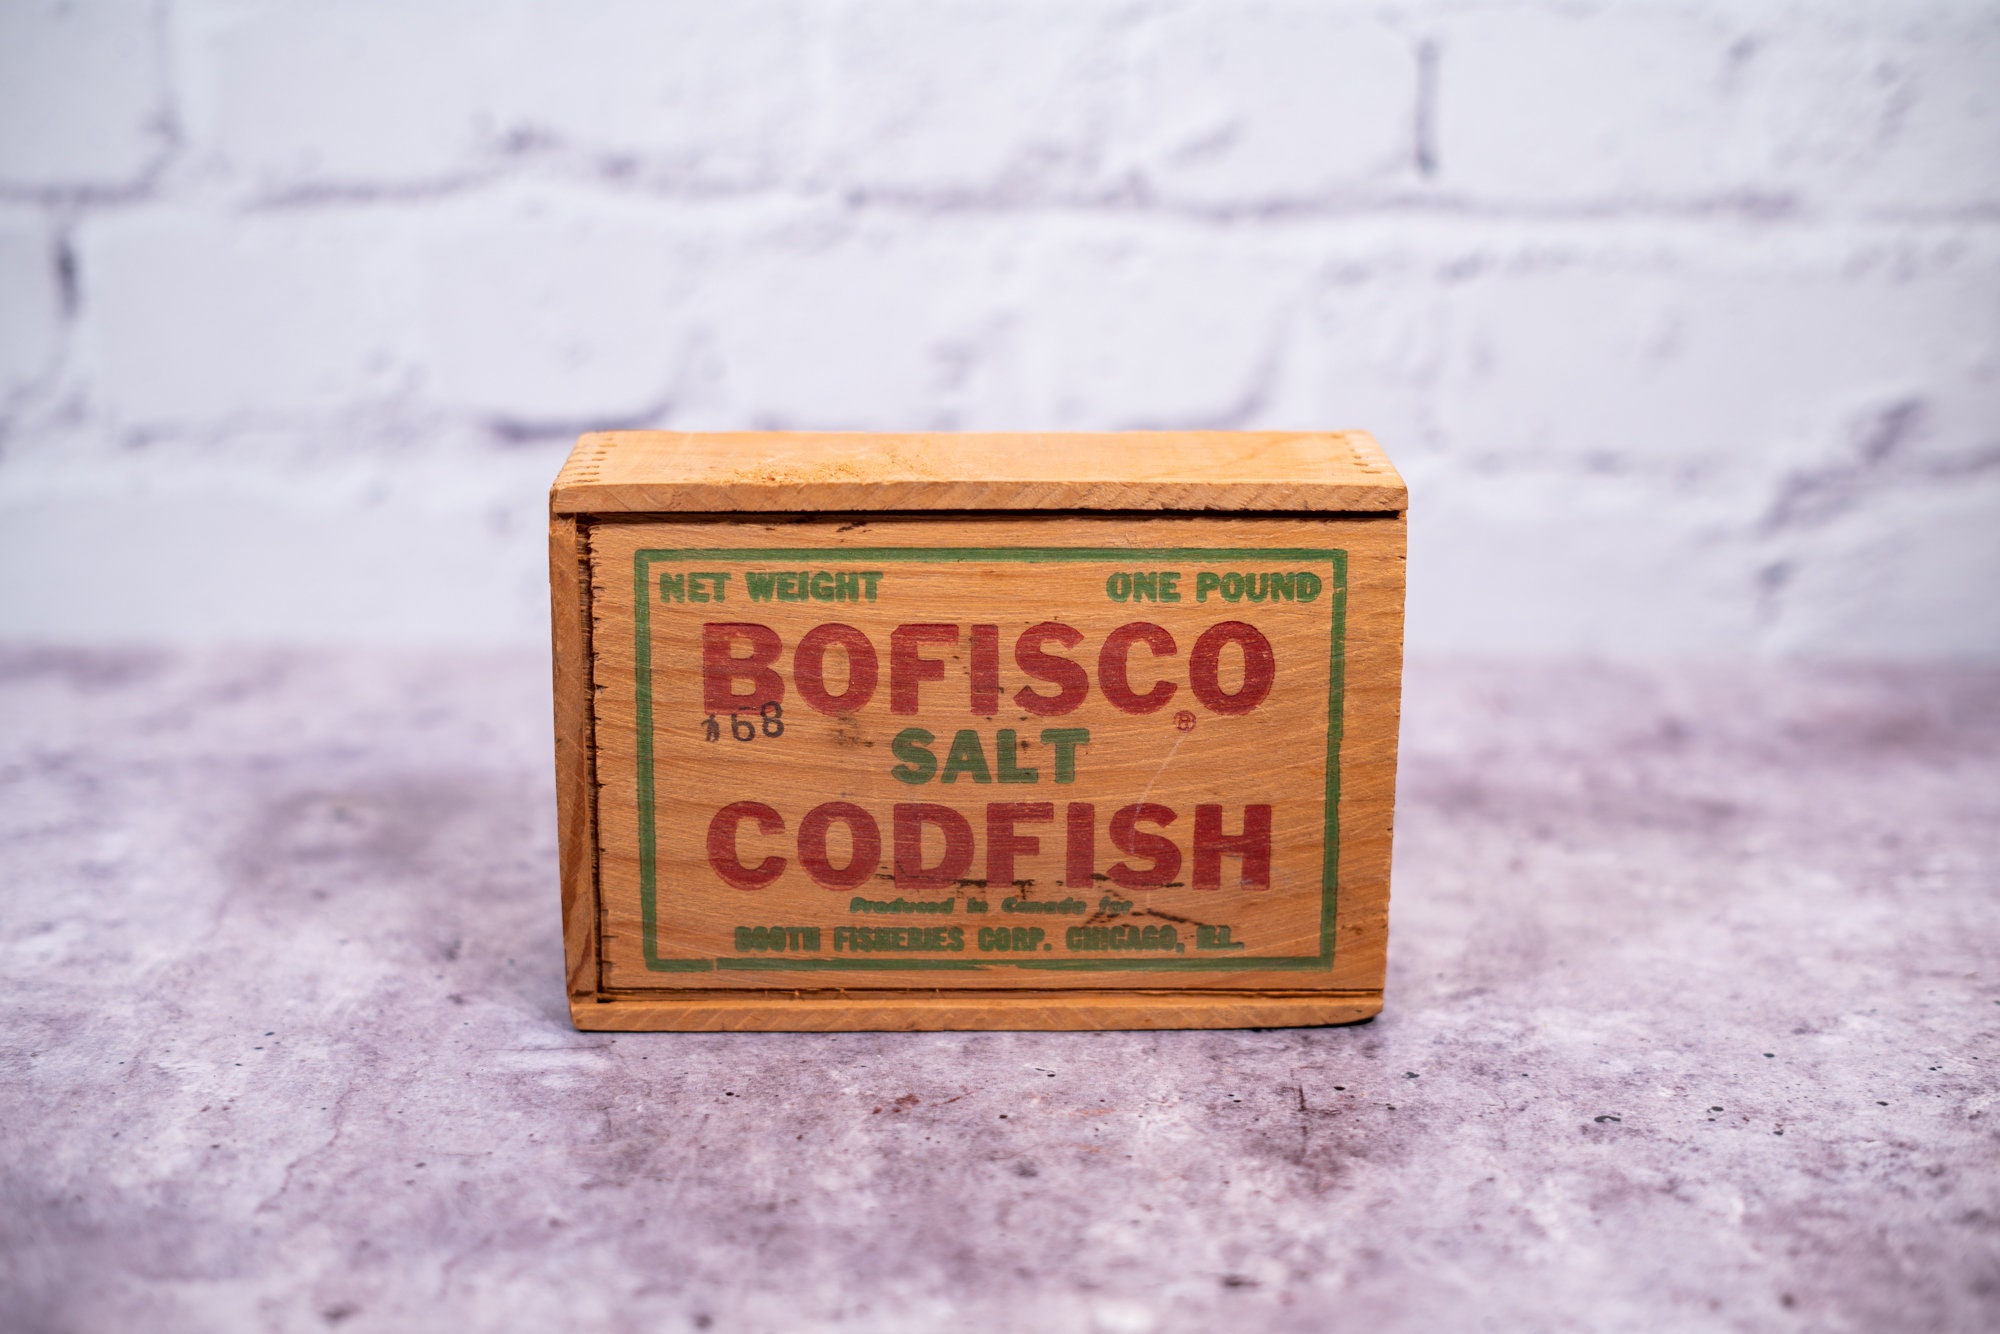 NET WEIGHT ONE POUND
BOFISCO®
168
SALT
CODFISH
Produced in Canada for
BOOTH FISHERIES CORP. CHICAGO, ILL.